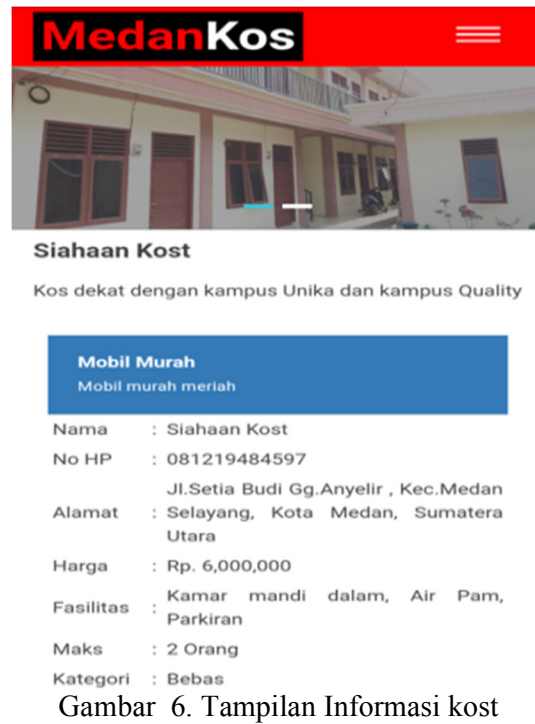 MedanKos
Siahaan Kost
Kos dekat dengan kampus Unika dan kampus Quality
Mobil Murah
Mobil murah meriah
Nama : Siahaan Kost
No HP : 081219484597
Jl.Setia Budi Gg.Anyelir , Kec.Medan
Alamat : Selayang, Kota Medan, Sumatera
Utara
Harga : Rp. 6,000,000
Fasilitas : Kamar mandi dalam, Air Pam,
Parkiran
Maks : 2 Orang
Kategori : Bebas
Gambar 6. Tampilan Informasi kost